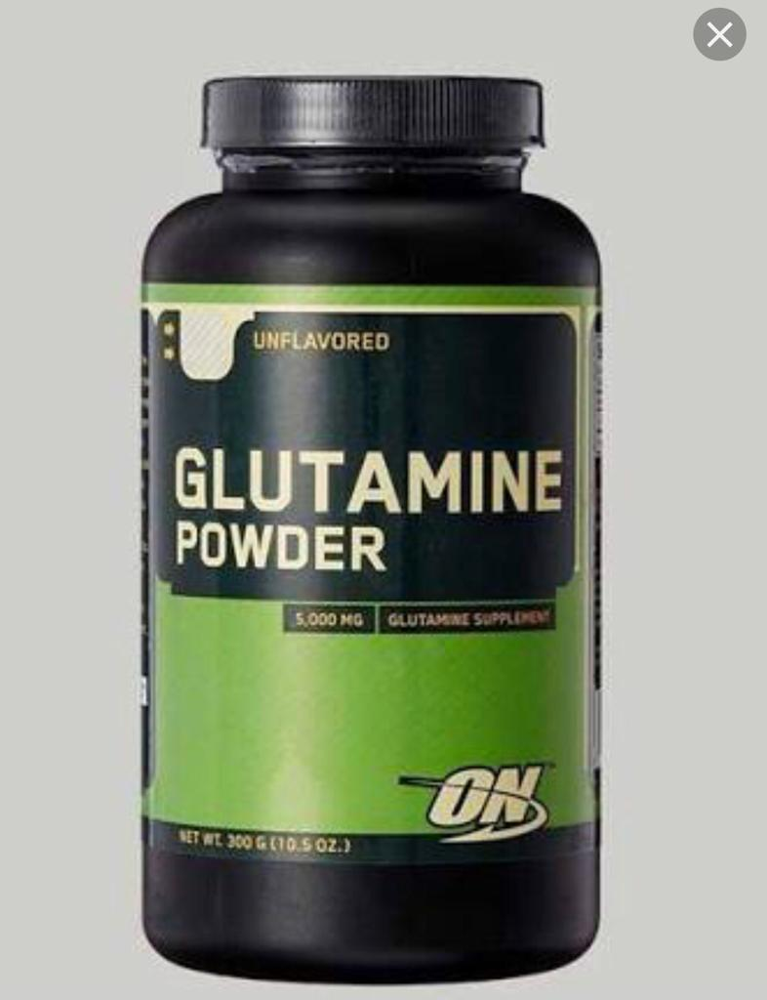 UNFLAVORED
GLUTAMINE
POWDER
5,000 MG GLUTAMINE SUPPLEMENT
ON
NET WT. 300 G (10.5 OZ.)